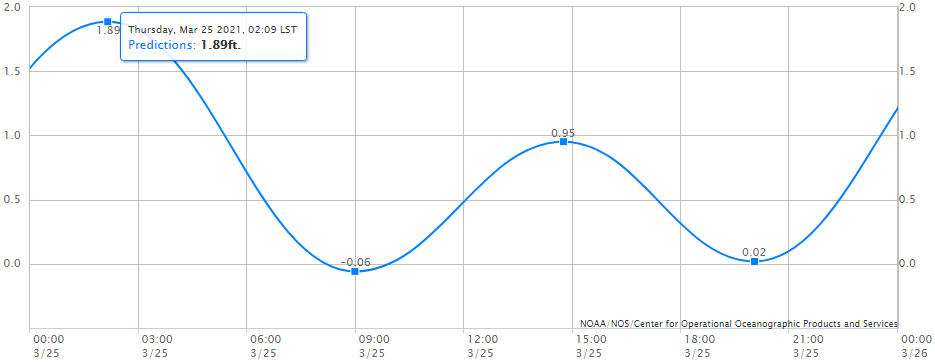 2.0
2.0
1.89
Thursday, Mar 25 2021, 02:09 LST
Predictions: 1.89ft.
1.5
1.5
1.0
0.95
1.0
0.5
0.5
0.0
−0.06
0.02
0.0
NOAA/NOS/Center for Operational Oceanographic Products and Services
00:00 03:00 06:00 09:00 12:00 15:00 18:00 21:00 00:00
3/25 3/25 3/25 3/25 3/25 3/25 3/25 3/25 3/26